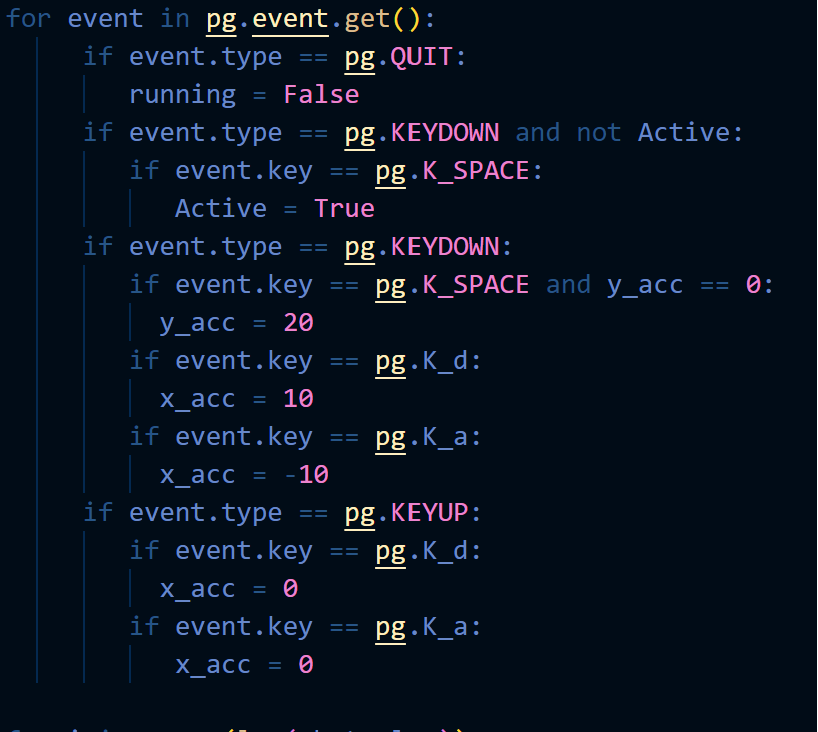 for event in pg.event.get():
    if event.type == pg.QUIT:
        running = False
    if event.type == pg.KEYDOWN and not Active:
        if event.key == pg.K_SPACE:
            Active = True
    if event.type == pg.KEYDOWN:
        if event.key == pg.K_SPACE and y_acc == 0:
          y_acc = 20
        if event.key == pg.K_d:
          x_acc = 10
        if event.key == pg.K_a:
          x_acc = -10
    if event.type == pg.KEYUP:
        if event.key == pg.K_d:
          x_acc = 0
        if event.key == pg.K_a:
           x_acc = 0